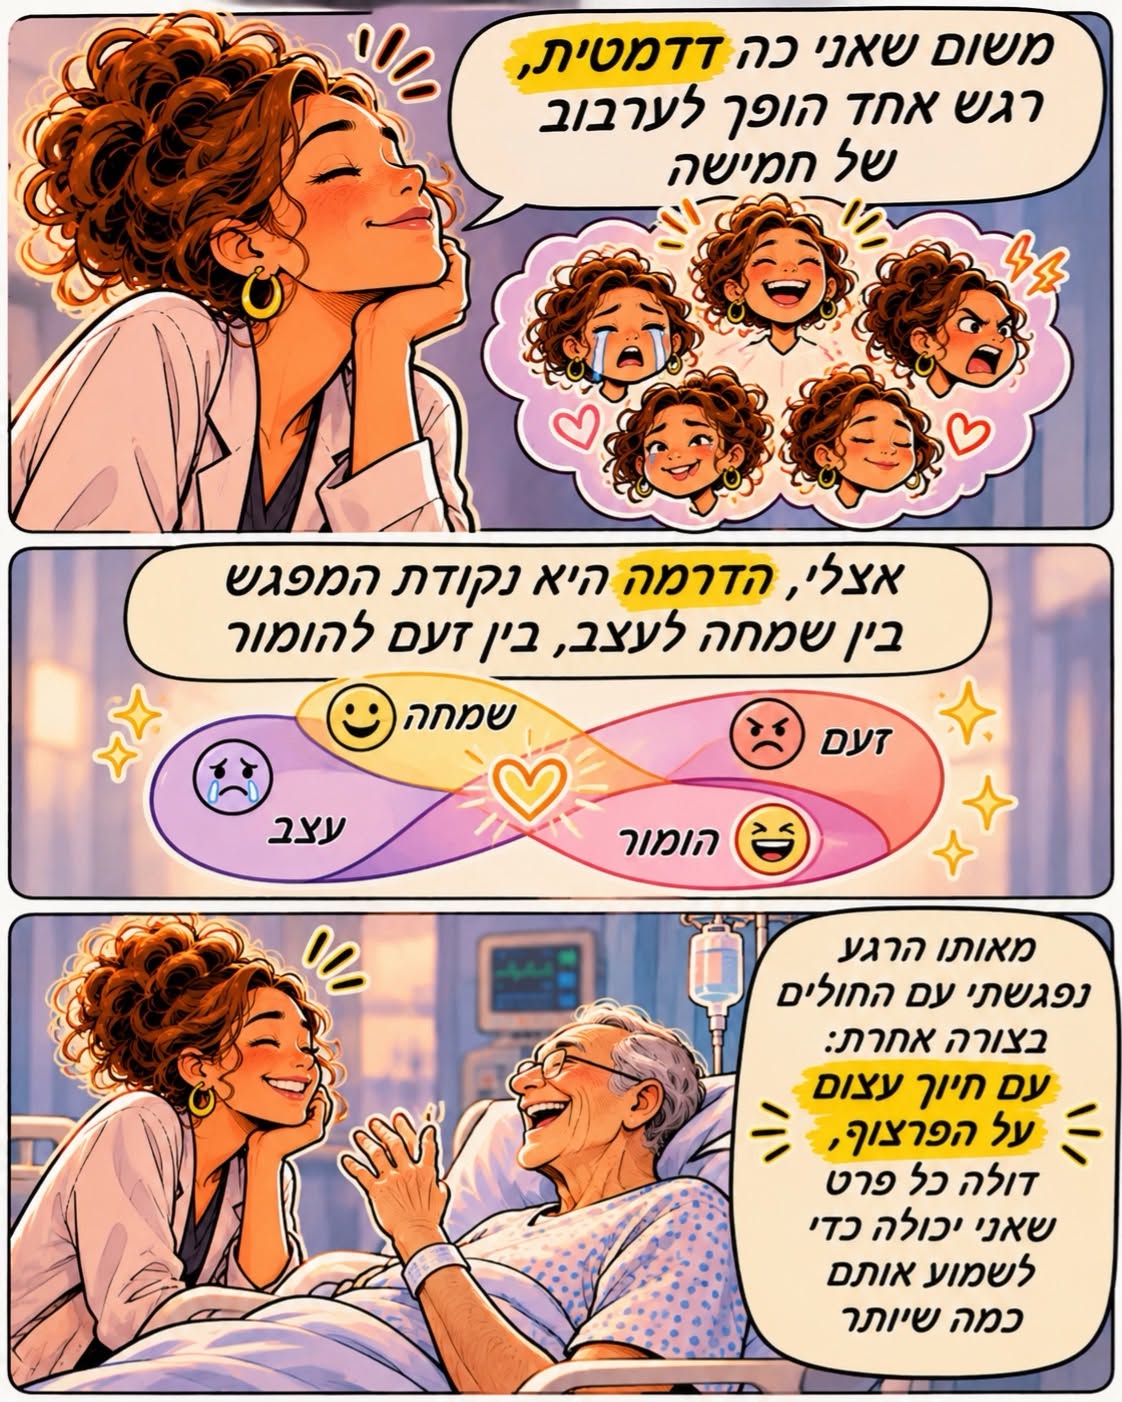 משום שאני כה דדמטית,
רגש אחד הופך לערבוב
של חמישה
אצלי, הדרמה היא נקודת המפגש
בין שמחה לעצב, בין זעם להומור
שמחה
זעם
עצב
הומור
מאותו הרגע
נפגשתי עם החולים
בצורה אחרת:
עם חיוך עצום
על הפרצוף,
דולה כל פרט
שאני יכולה כדי
לשמוע אותם
כמה שיותר